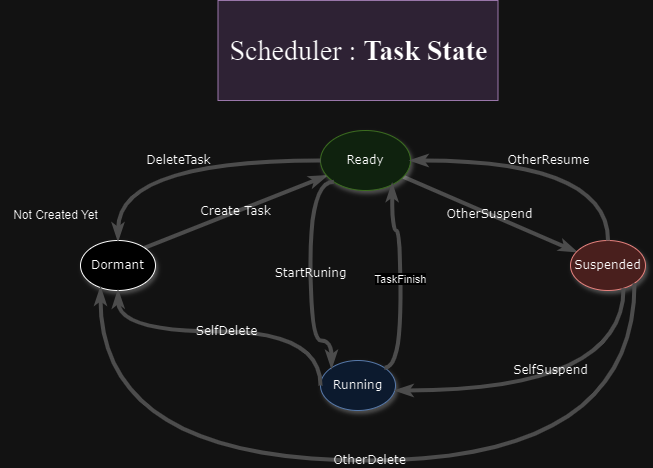 Scheduler : Task State
Ready
DeleteTask
OtherResume
Create Task
OtherSuspend
Not Created Yet
Dormant
Suspended
StartRuning
TaskFinish
SelfDelete
SelfSuspend
Running
OtherDelete